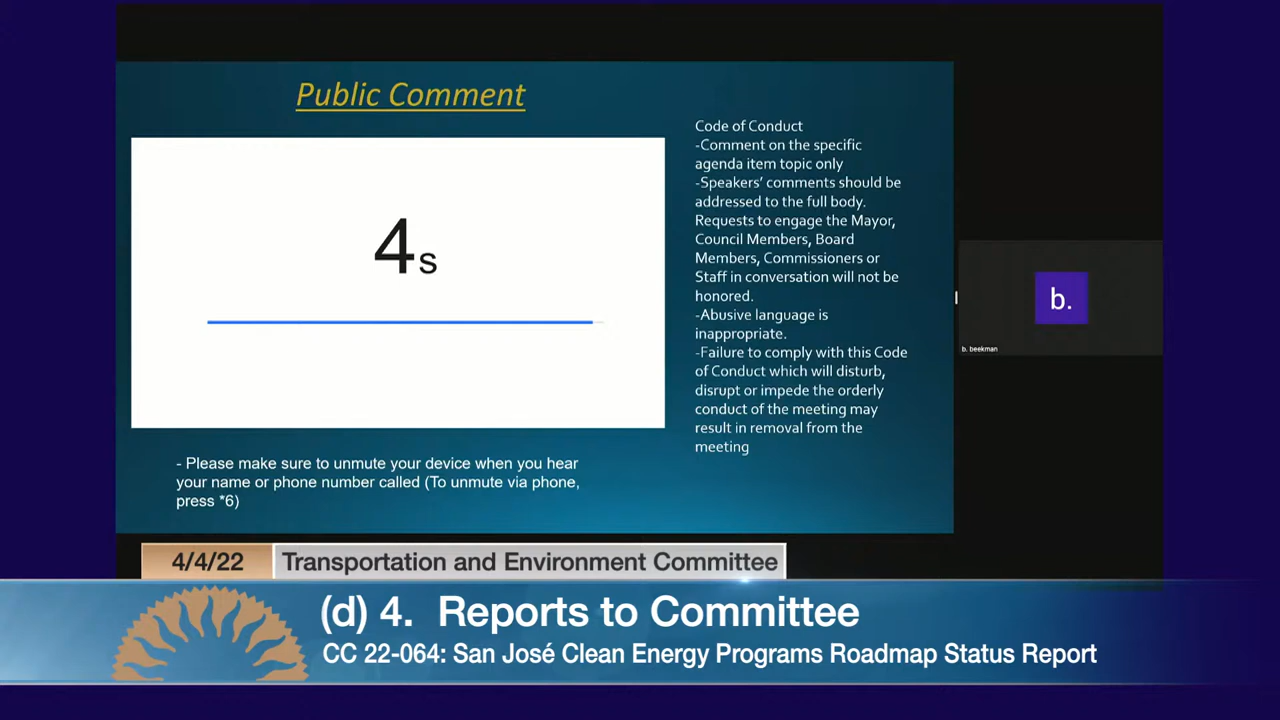 Public Comment
4s
Code of Conduct
-Comment on the specific
agenda item topic only
-Speakers' comments should be
addressed to the full body.
Requests to engage the Mayor,
Council Members, Board
Members, Commissioners or
Staff in conversation will not be
honored.
-Abusive language is
inappropriate.
-Failure to comply with this Code
of Conduct which will disturb,
disrupt or impede the orderly
conduct of the meeting may
result in removal from the
meeting
- Please make sure to unmute your device when you hear
your name or phone number called (To unmute via phone,
press *6)
b.
b. beekman
4/4/22
Transportation and Environment Committee
(d) 4. Reports to Committee
CC 22-064: San José Clean Energy Programs Roadmap Status Report